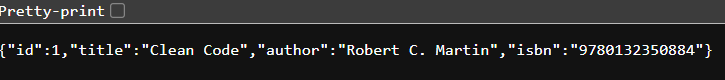 Pretty-print
{"id":1,"title":"Clean Code","author":"Robert C. Martin","isbn":"9780132350884"}